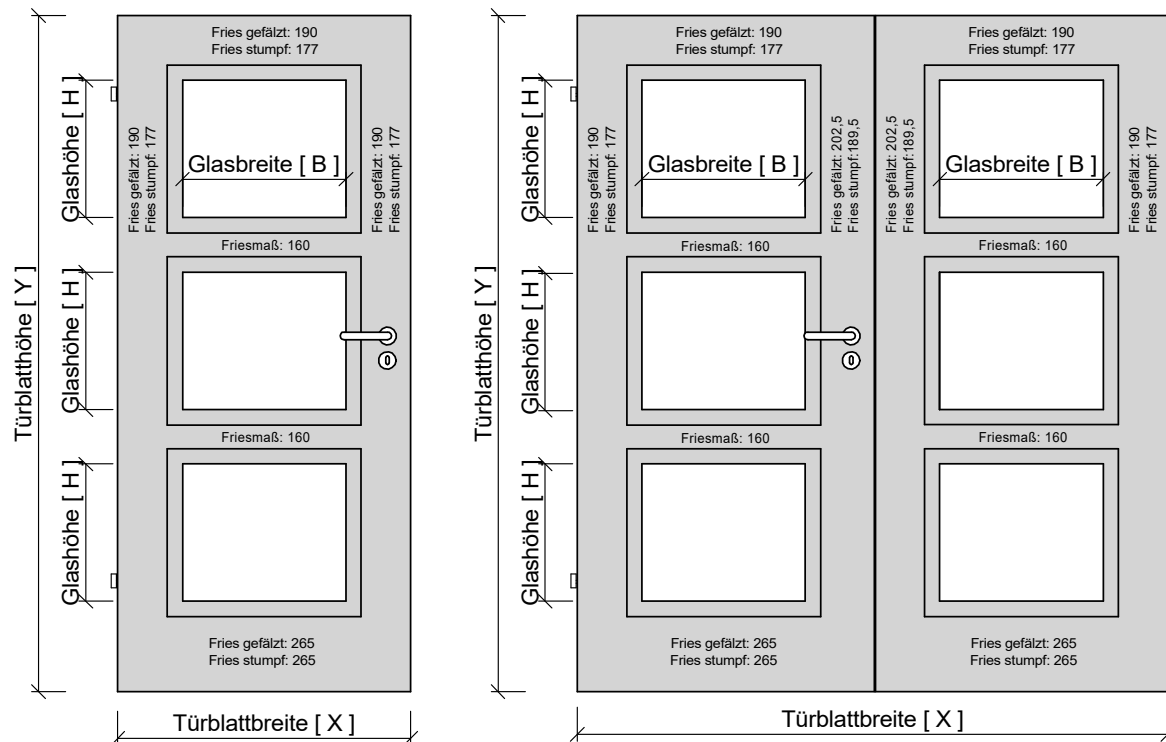 Fries gefälzt: 190
Fries stumpf: 177
Glashöhe [ H ]
Fries gefälzt: 190
Fries stumpf: 177
Glasbreite [ B ]
Fries gefälzt: 190
Fries stumpf: 177
Friesmaß: 160
Türblatthöhe [ Y ]
Glashöhe [ H ]
Friesmaß: 160
Glashöhe [ H ]
Fries gefälzt: 265
Fries stumpf: 265
Türblattbreite [ X ]
Fries gefälzt: 190
Fries stumpf: 177
Fries gefälzt: 190
Fries stumpf: 177
Glashöhe [ H ]
Fries gefälzt: 190
Fries stumpf: 177
Glasbreite [ B ]
Fries gefälzt: 202,5
Fries stumpf:189,5
Fries gefälzt: 202,5
Fries stumpf:189,5
Glasbreite [ B ]
Fries gefälzt: 190
Fries stumpf: 177
Friesmaß: 160
Türblatthöhe [ Y ]
Glashöhe [ H ]
Friesmaß: 160
Glashöhe [ H ]
Fries gefälzt: 265
Fries stumpf: 265
Fries gefälzt: 265
Fries stumpf: 265
Türblattbreite [ X ]